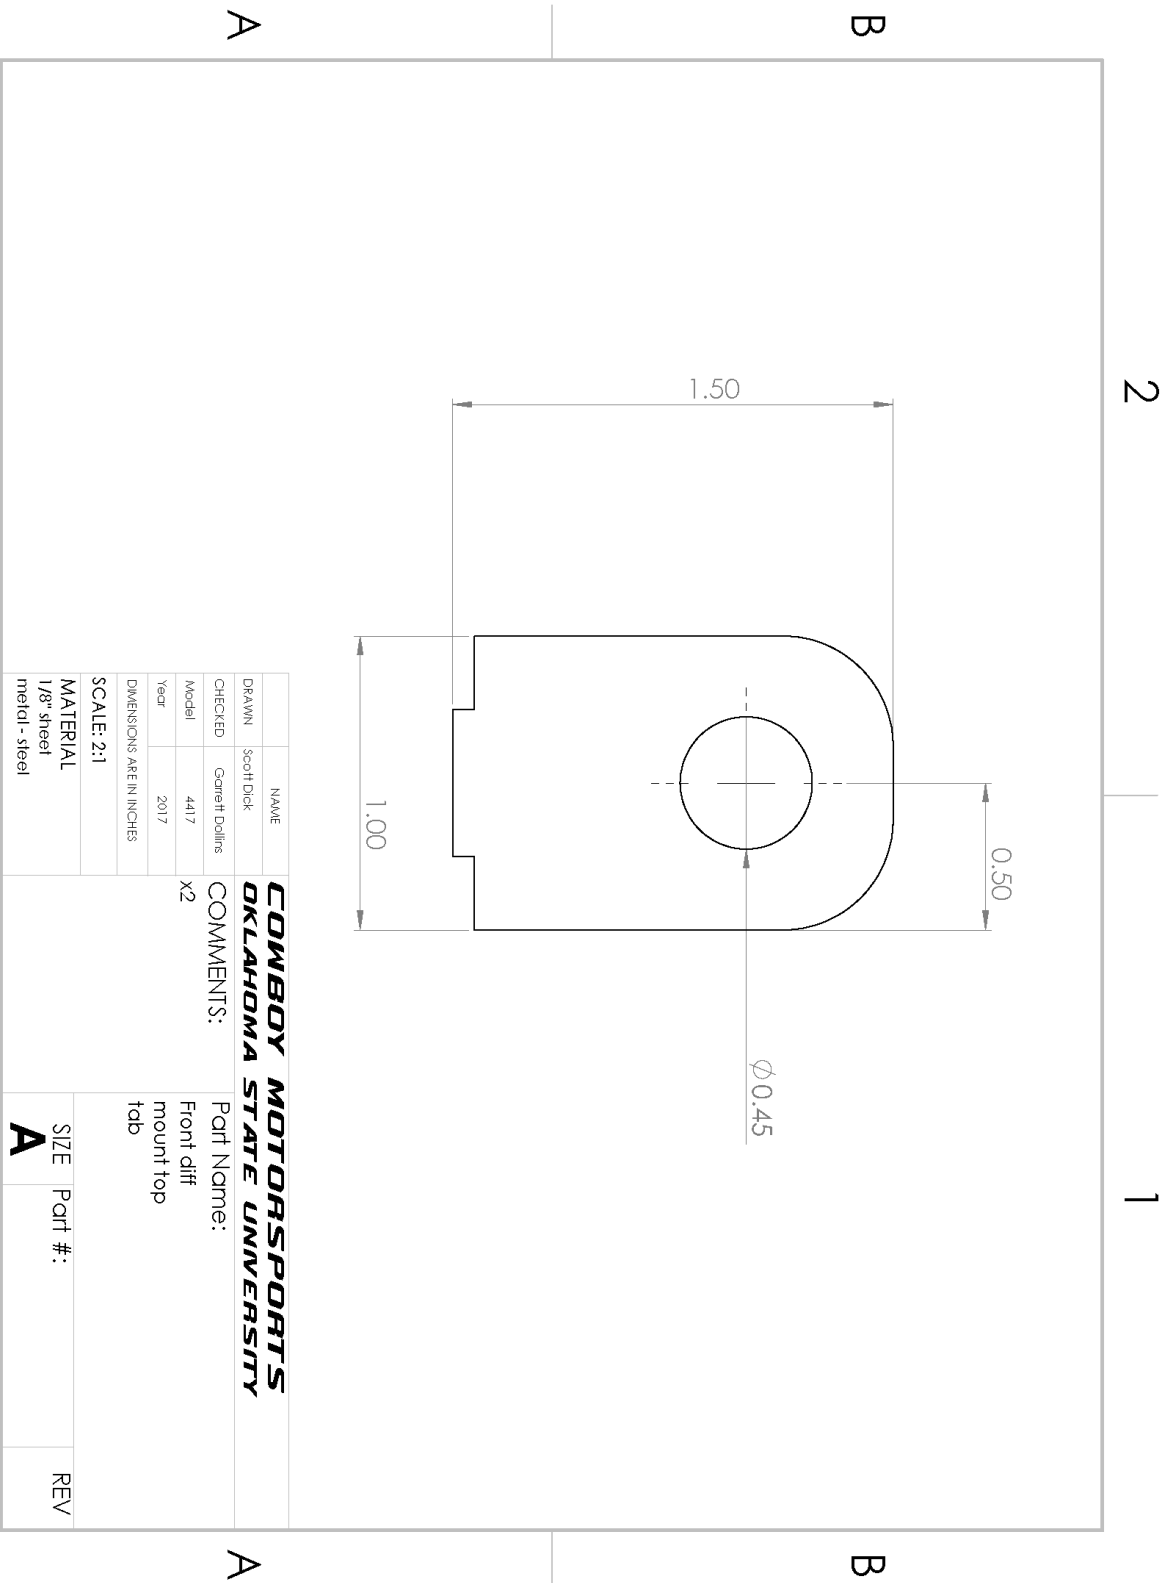 2
1
B
B
A
A
1.50
0.50
Ø0.45
1.00
NAME
DRAWN Scott Dick
CHECKED Garrett Dollins
Model 4417
Year 2017
DIMENSIONS ARE IN INCHES
SCALE: 2:1
MATERIAL
1/8" sheet
metal - steel
COWBOY MOTORSPORTS
OKLAHOMA STATE UNIVERSITY
COMMENTS:
x2
Part Name:
Front diff
mount top
tab
SIZE
A
Part #:
REV